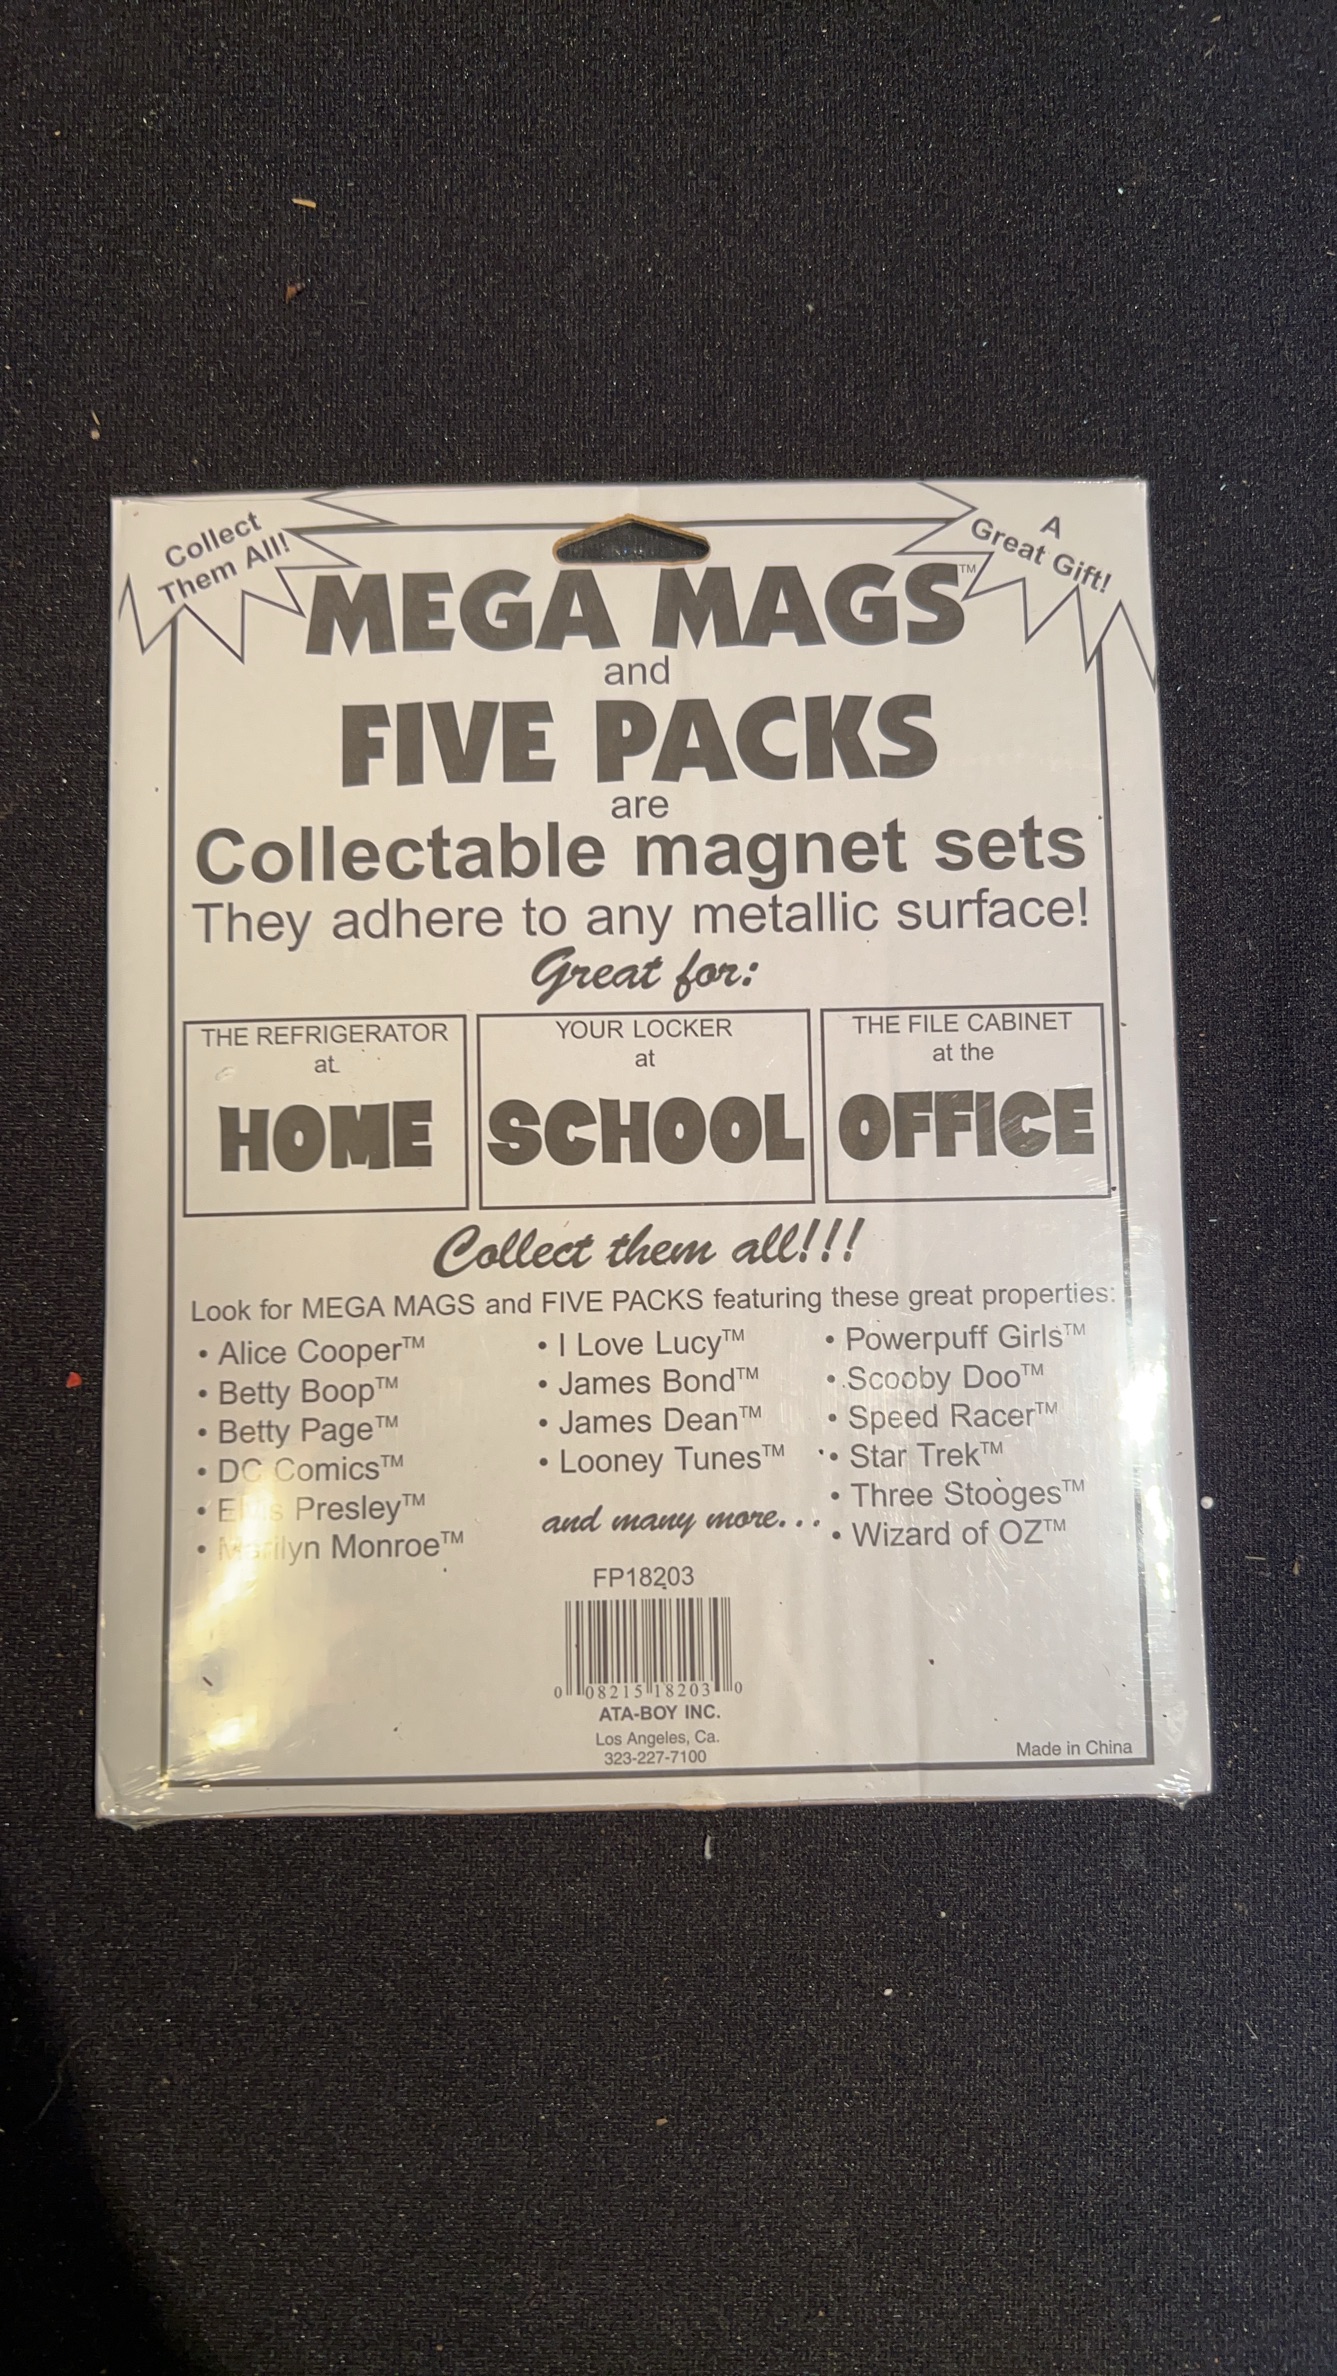 Collect
Them All!
A
Great Gift!
MEGA MAGS™
and
FIVE PACKS
are
Collectable magnet sets
They adhere to any metallic surface!
Great for:
THE REFRIGERATOR
at
HOME
YOUR LOCKER
at
SCHOOL
THE FILE CABINET
at the
OFFICE
Collect them all!!!
Look for MEGA MAGS and FIVE PACKS featuring these great properties:
• Alice Cooper™
• Betty Boop™
• Betty Page™
• DC Comics™
• Elvis Presley™
• Marilyn Monroe™
• I Love Lucy™
• James Bond™
• James Dean™
• Looney Tunes™
and many more...
• Powerpuff Girls™
• Scooby Doo™
• Speed Racer™
• Star Trek™
• Three Stooges™
• Wizard of OZ™
FP18203
0 08215 18203 0
ATA-BOY INC.
Los Angeles, Ca.
323-227-7100
Made in China